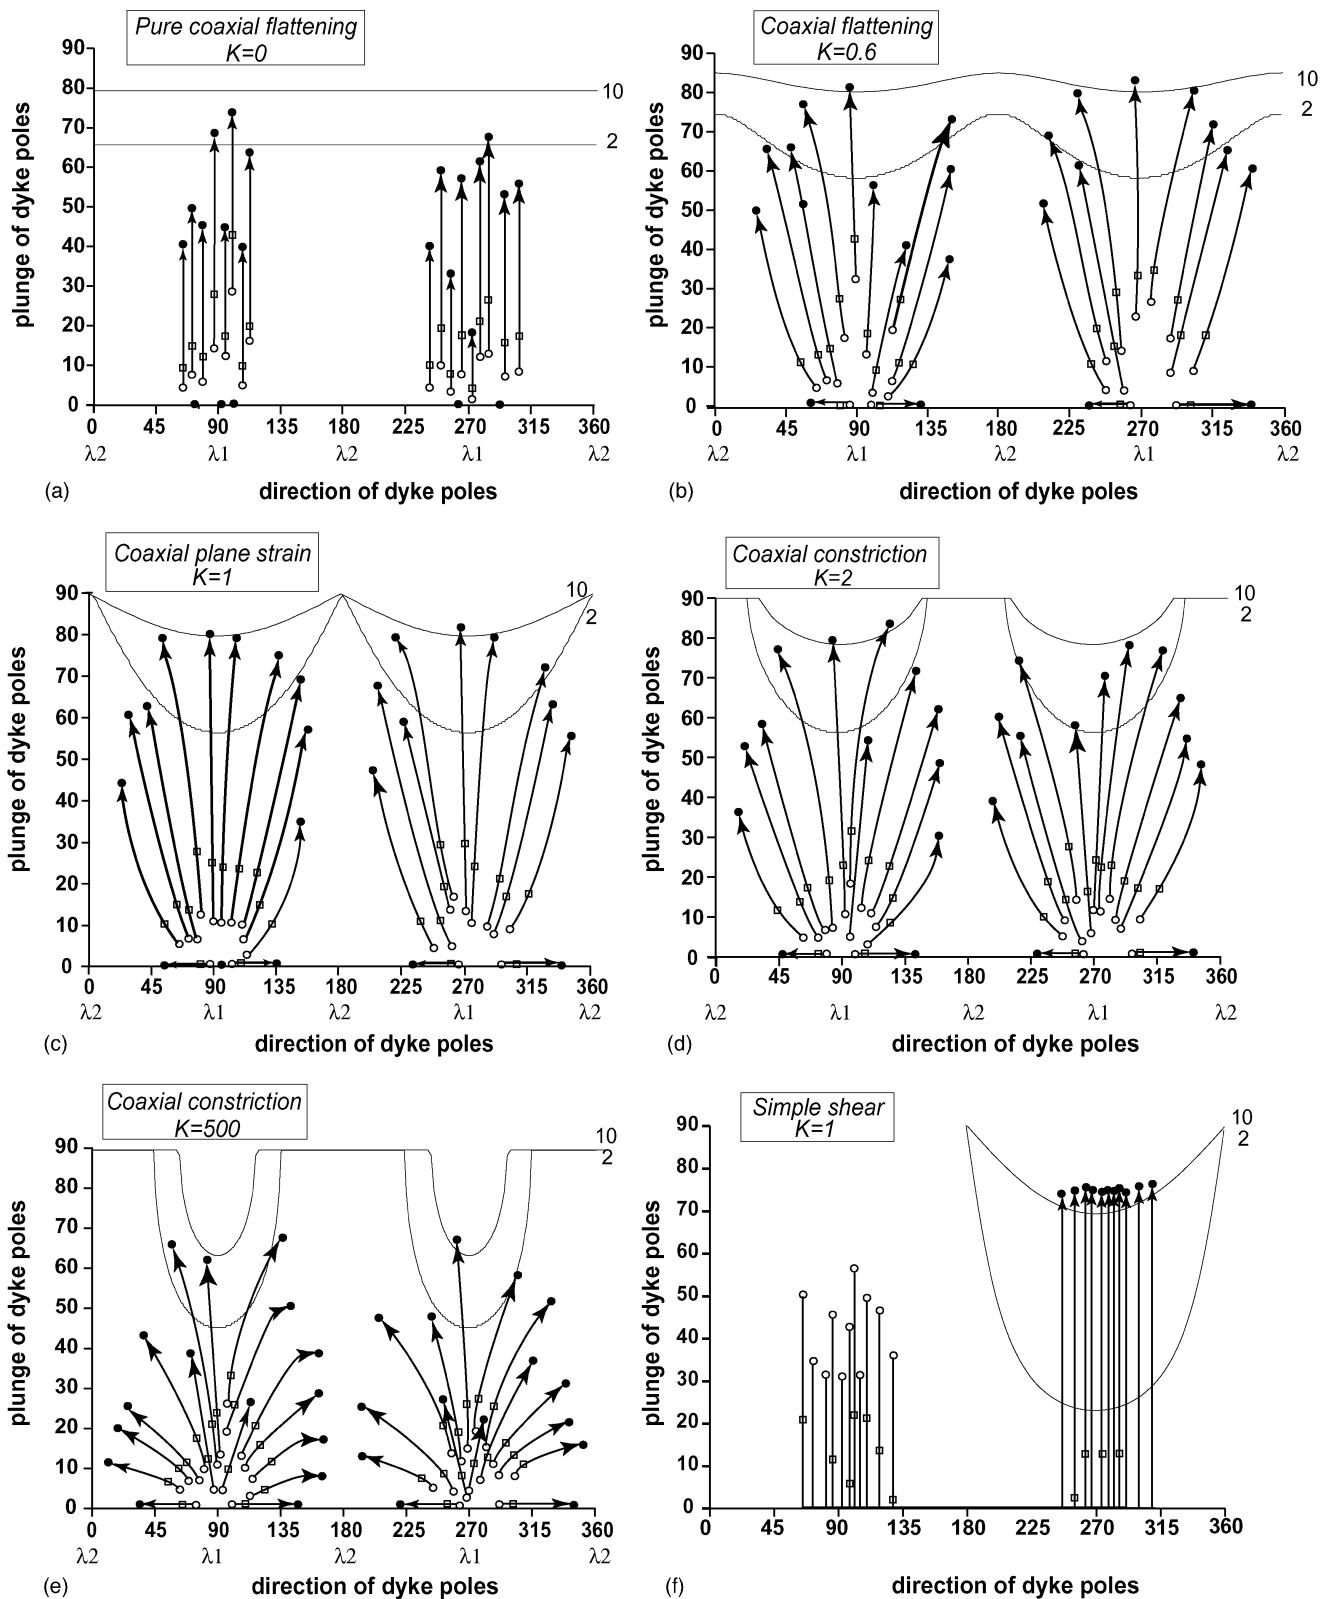 Pure coaxial flattening
K=0
90
80
70
60
50
40
30
20
10
0
10
2
plunge of dyke poles
0 45 90 135 180 225 270 315 360
λ2 λ1 λ2 λ1 λ2
(a) direction of dyke poles
Coaxial flattening
K=0.6
90
80
70
60
50
40
30
20
10
0
10
2
plunge of dyke poles
0 45 90 135 180 225 270 315 360
λ2 λ1 λ2 λ1 λ2
(b) direction of dyke poles
Coaxial plane strain
K=1
90
80
70
60
50
40
30
20
10
0
10
2
plunge of dyke poles
0 45 90 135 180 225 270 315 360
λ2 λ1 λ2 λ1 λ2
(c) direction of dyke poles
Coaxial constriction
K=2
90
80
70
60
50
40
30
20
10
0
10
2
plunge of dyke poles
0 45 90 135 180 225 270 315 360
λ2 λ1 λ2 λ1 λ2
(d) direction of dyke poles
Coaxial constriction
K=500
90
80
70
60
50
40
30
20
10
0
10
2
plunge of dyke poles
0 45 90 135 180 225 270 315 360
λ2 λ1 λ2 λ1 λ2
(e) direction of dyke poles
Simple shear
K=1
90
80
70
60
50
40
30
20
10
0
10
2
plunge of dyke poles
0 45 90 135 180 225 270 315 360
(f) direction of dyke poles